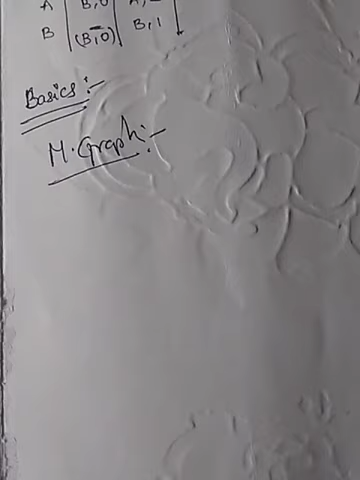 A | B,0 | A,
B | (B,0) | B,1
Basics:-
M.Graph:-